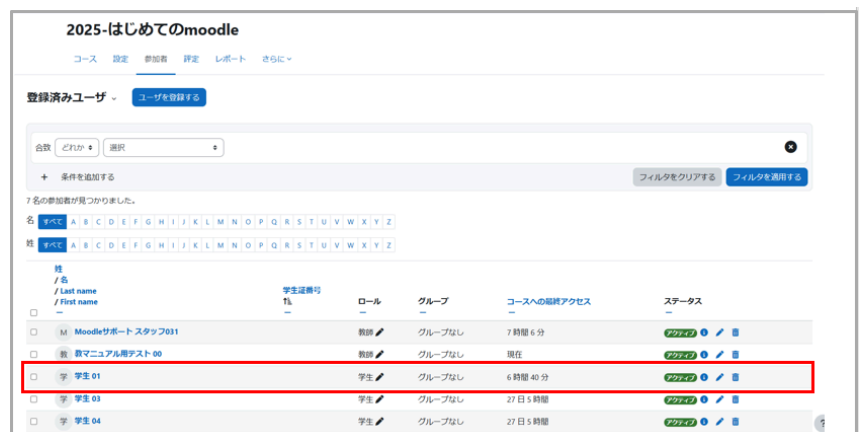 2025-はじめてのmoodle
コース 設定 参加者 評定 レポート さらに
登録済みユーザ ユーザを登録する
合致 どれか 選択
+ 条件を追加する フィルタをクリアする フィルタを適用する
7 名の参加者が見つかりました。
名 すべて A B C D E F G H I J K L M N O P Q R S T U V W X Y Z
姓 すべて A B C D E F G H I J K L M N O P Q R S T U V W X Y Z
姓
/ 名
/ Last name 学生証番号
/ First name ロール グループ コースへの最終アクセス ステータス
M Moodleサポート スタッフ031 教師 グループなし 7 時間 6 分 アクティブ
教 教マニュアル用テスト 00 教師 グループなし 現在 アクティブ
学 学生 01 学生 グループなし 6 時間 40 分 アクティブ
学 学生 03 学生 グループなし 27 日 5 時間 アクティブ
学 学生 04 学生 グループなし 27 日 5 時間 アクティブ
?